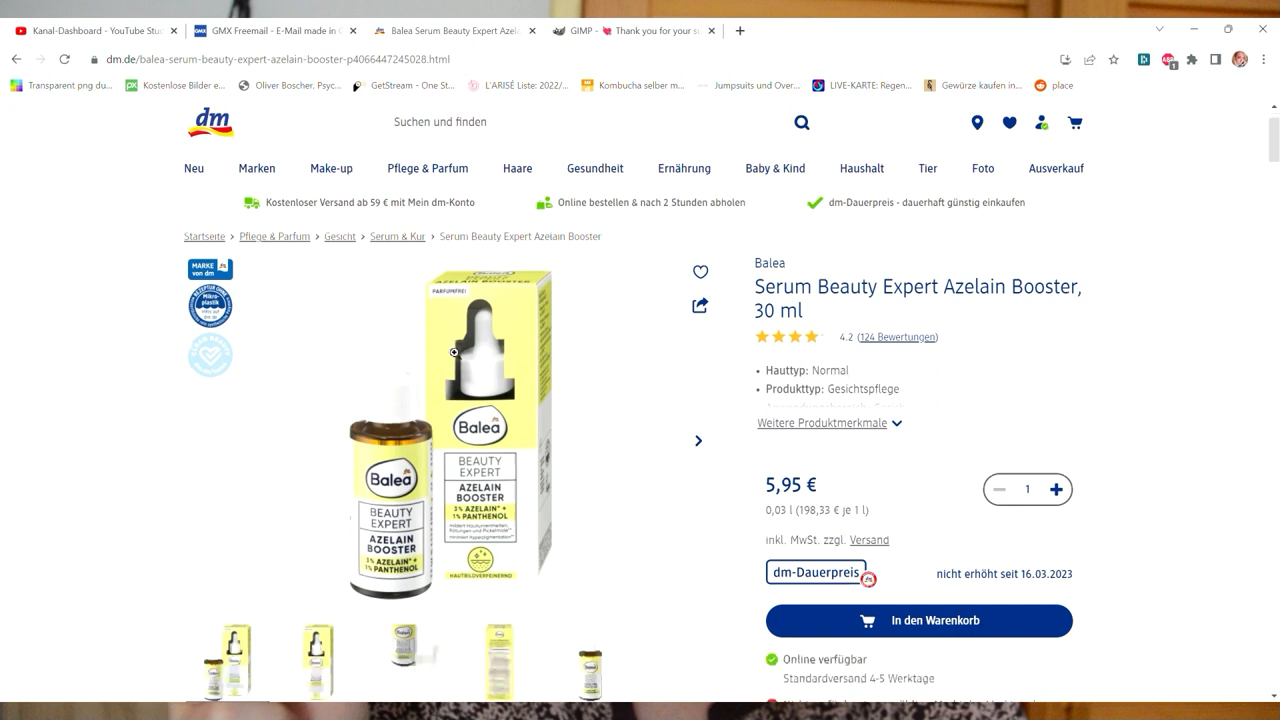 Kanal-Dashboard - YouTube Stu
GMX Freemail - E-Mail made in G
Balea Serum Beauty Expert Azela
GIMP - 💘 Thank you for your su
dm.de/balea-serum-beauty-expert-azelain-booster-p4066447245028.html
Transparent png du...
Kostenlose Bilder e...
Oliver Boscher, Psyc...
GetStream - One St...
L'ARISÉ Liste: 2022/...
Kombucha selber m...
Jumpsuits und Over...
LIVE-KARTE: Regen...
Gewürze kaufen in...
place
dm
Suchen und finden
Neu
Marken
Make-up
Pflege & Parfum
Haare
Gesundheit
Ernährung
Baby & Kind
Haushalt
Tier
Foto
Ausverkauf
Kostenloser Versand ab 59 € mit Mein dm-Konto
Online bestellen & nach 2 Stunden abholen
dm-Dauerpreis - dauerhaft günstig einkaufen
Startseite > Pflege & Parfum > Gesicht > Serum & Kur > Serum Beauty Expert Azelain Booster
MARKE
von dm
Mikro-
plastik
PARFUMFREI
Balea
BEAUTY
EXPERT
AZELAIN
BOOSTER
3% AZELAIN* +
1% PANTHENOL
HAUTBILDVERFEINERND
Balea
BEAUTY
EXPERT
AZELAIN
BOOSTER
3% AZELAIN* +
1% PANTHENOL
Balea
Serum Beauty Expert Azelain Booster,
30 ml
4.2 (124 Bewertungen)
• Hauttyp: Normal
• Produkttyp: Gesichtspflege
Weitere Produktmerkmale
5,95 €
1
0,03 l (198,33 € je 1 l)
inkl. MwSt. zzgl. Versand
dm-Dauerpreis
nicht erhöht seit 16.03.2023
In den Warenkorb
Online verfügbar
Standardversand 4-5 Werktage